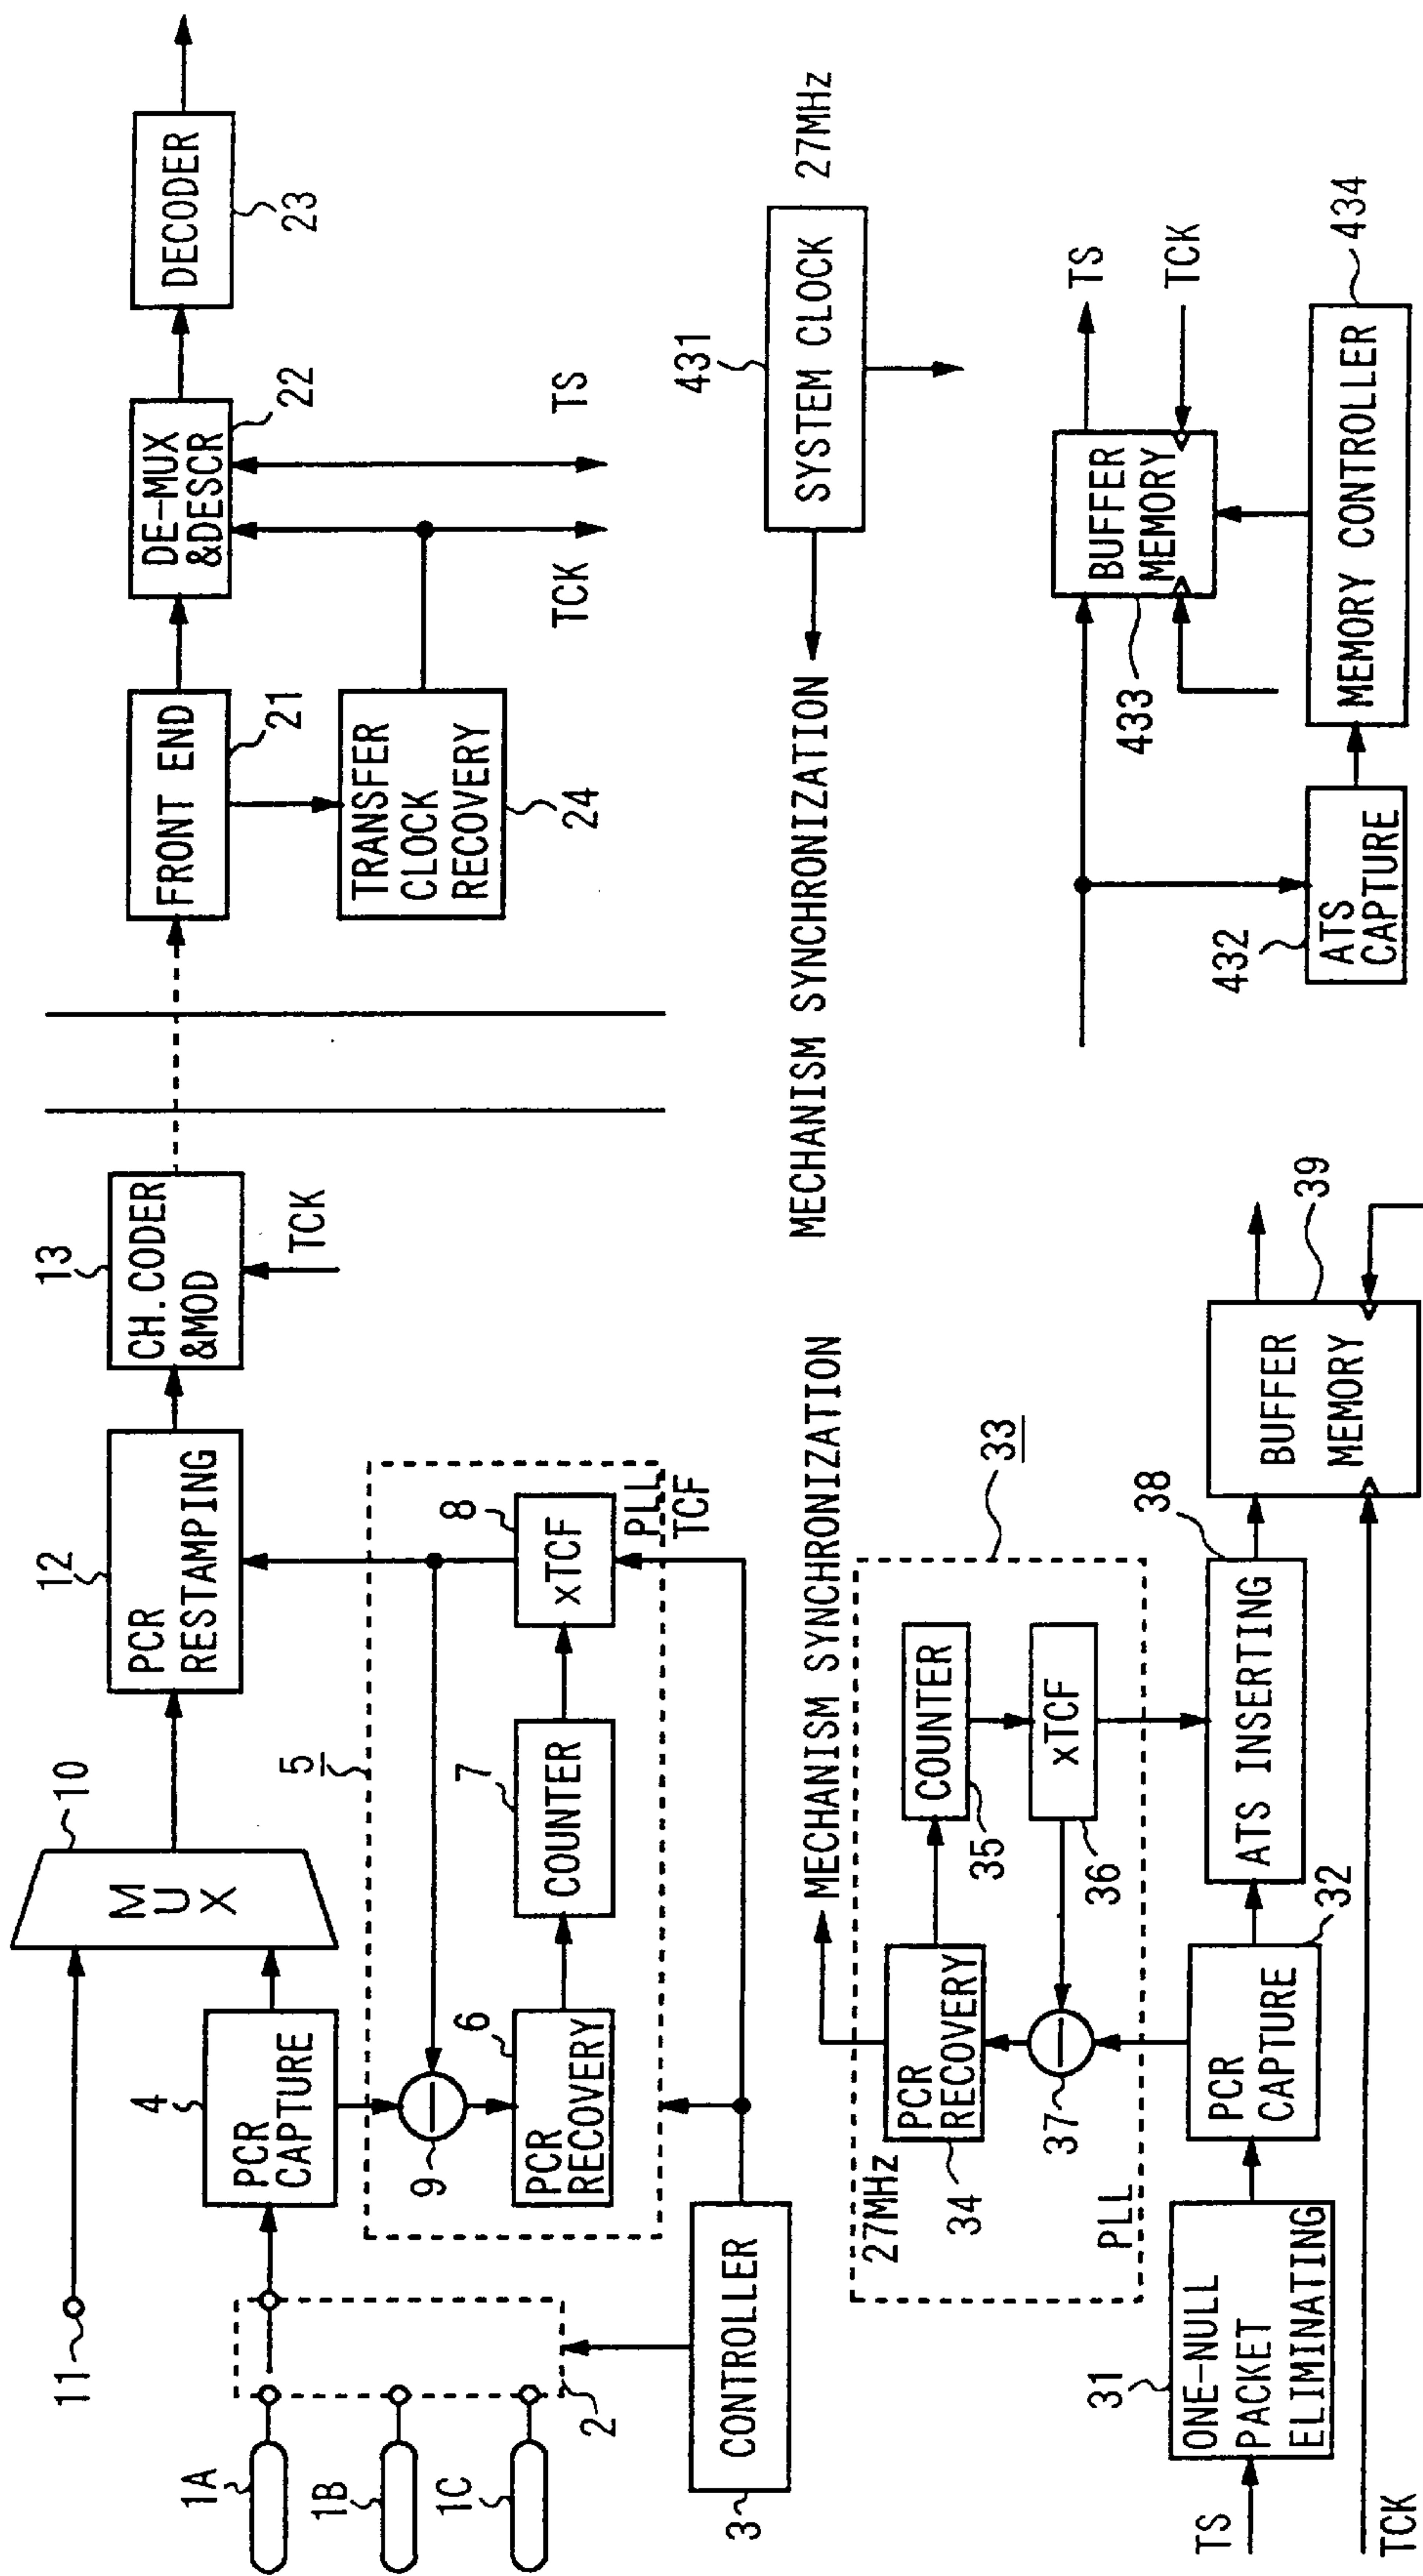 11
1A
1B
1C
2
3
CONTROLLER
4
PCR
CAPTURE
10
MUX
5
9
6
PCR
RECOVERY
7
COUNTER
8
xTCF
PLL
TCF
12
PCR
RESTAMPING
13
CH.CODER
&MOD
TCK
FRONT END
21
TRANSFER
CLOCK
RECOVERY
24
DE-MUX
&DESCR
22
TCK
TS
DECODER
23
MECHANISM SYNCHRONIZATION
33
27MHz
PCR
RECOVERY
34
COUNTER
35
xTCF
36
37
PLL
TS
31
ONE-NULL
PACKET
ELIMINATING
PCR
CAPTURE
32
ATS INSERTING
38
BUFFER
MEMORY
39
TCK
MECHANISM SYNCHRONIZATION
431
SYSTEM CLOCK
27MHz
432
ATS
CAPTURE
433
BUFFER
MEMORY
TS
TCK
MEMORY CONTROLLER
434